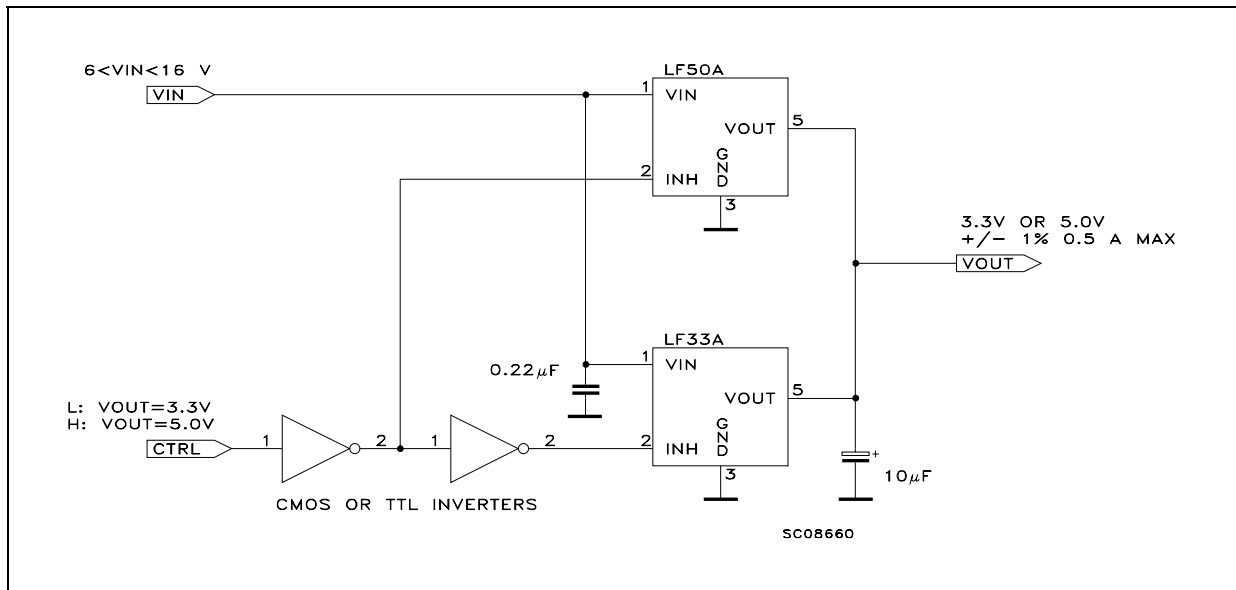 6<VIN<16 V
VIN
LF50A
1
VIN
VOUT
5
2
INH
GND
3
3.3V OR 5.0V
+/- 1% 0.5 A MAX
VOUT
LF33A
1
VIN
0.22μF
VOUT
5
L: VOUT=3.3V
H: VOUT=5.0V
CTRL
1
2
1
2
2
INH
GND
3
+
10μF
CMOS OR TTL INVERTERS
SC08660